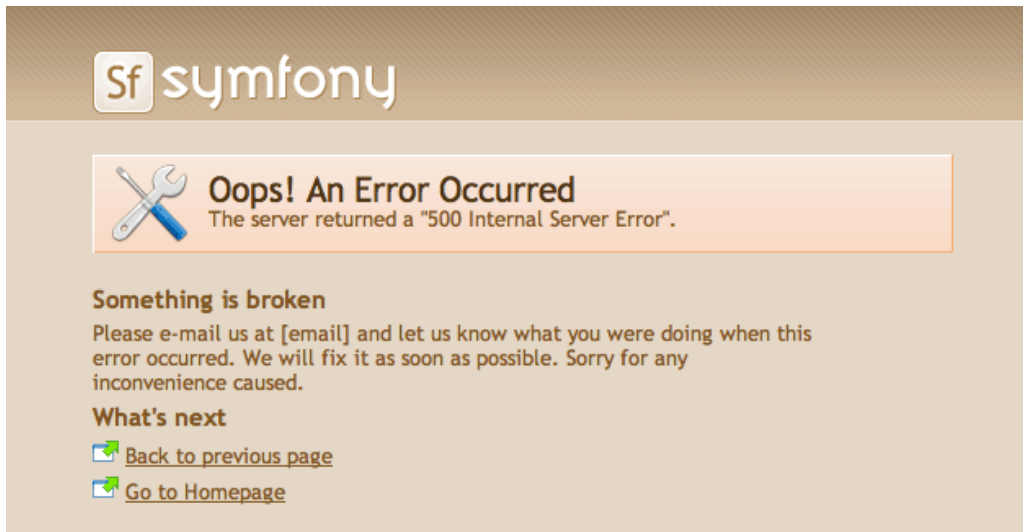 Sf symfony
Oops! An Error Occurred
The server returned a "500 Internal Server Error".
Something is broken
Please e-mail us at [email] and let us know what you were doing when this
error occurred. We will fix it as soon as possible. Sorry for any
inconvenience caused.
What's next
Back to previous page
Go to Homepage